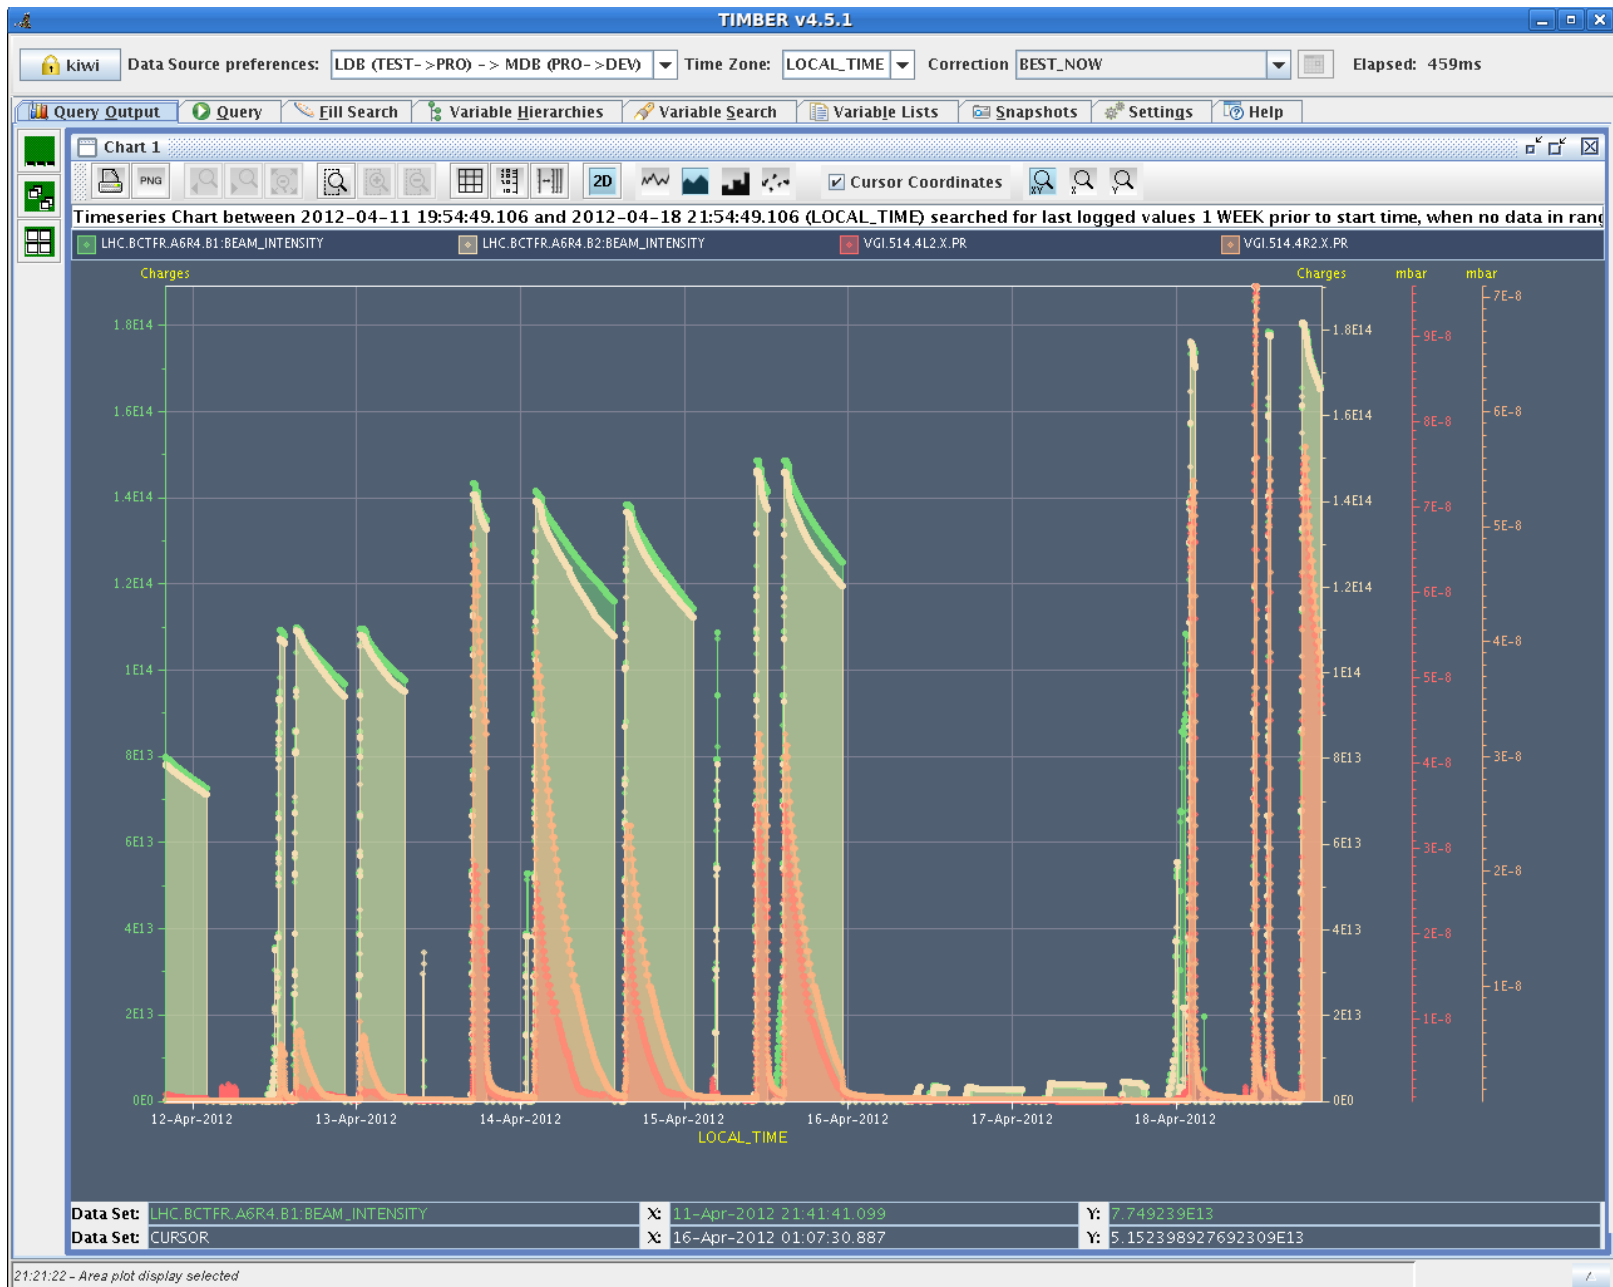 TIMBER v4.5.1
kiwi Data Source preferences: LDB (TEST->PRO) -> MDB (PRO->DEV) Time Zone: LOCAL_TIME Correction BEST_NOW Elapsed: 459ms
Query Output Query Fill Search Variable Hierarchies Variable Search Variable Lists Snapshots Settings Help
Chart 1
PNG 2D Cursor Coordinates XY X Y
Timeseries Chart between 2012-04-11 19:54:49.106 and 2012-04-18 21:54:49.106 (LOCAL_TIME) searched for last logged values 1 WEEK prior to start time, when no data in rang
LHC.BCTFR.A6R4.B1:BEAM_INTENSITY LHC.BCTFR.A6R4.B2:BEAM_INTENSITY VGI.514.4L2.X.PR VGI.514.4R2.X.PR
Charges Charges mbar mbar
7E-8
1.8E14 1.8E14 9E-8
1.6E14 1.6E14 8E-8 6E-8
1.4E14 1.4E14 7E-8
5E-8
1.2E14 1.2E14 6E-8
4E-8
1E14 1E14 5E-8
8E13 8E13 4E-8 3E-8
6E13 6E13 3E-8
2E-8
4E13 4E13 2E-8
1E-8
2E13 2E13 1E-8
0E0 0E0
12-Apr-2012 13-Apr-2012 14-Apr-2012 15-Apr-2012 16-Apr-2012 17-Apr-2012 18-Apr-2012
LOCAL_TIME
Data Set: LHC.BCTFR.A6R4.B1:BEAM_INTENSITY X: 11-Apr-2012 21:41:41.099 Y: 7.749239E13
Data Set: CURSOR X: 16-Apr-2012 01:07:30.887 Y: 5.152398927692309E13
21:21:22 - Area plot display selected